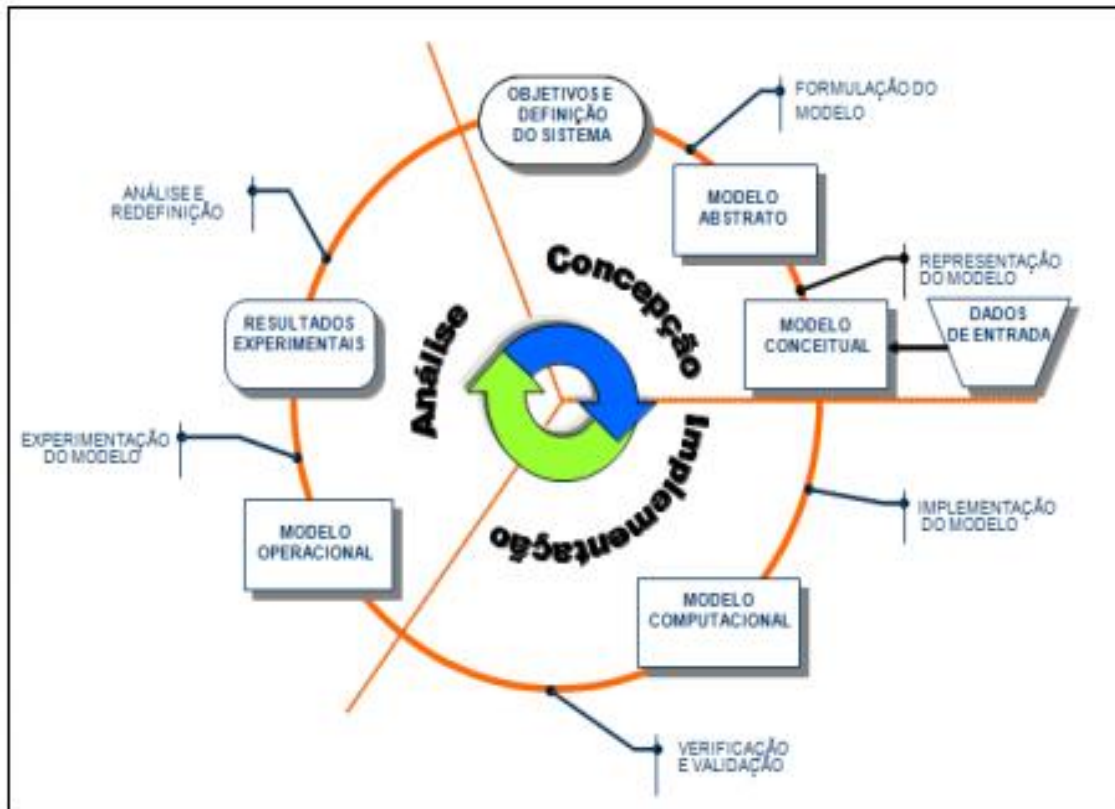 OBJETIVOS E
DEFINIÇÃO
DO SISTEMA
FORMULAÇÃO DO
MODELO
MODELO
ABSTRATO
REPRESENTAÇÃO
DO MODELO
MODELO
CONCEITUAL
DADOS
DE ENTRADA
IMPLEMENTAÇÃO
DO MODELO
MODELO
COMPUTACIONAL
VERIFICAÇÃO
E VALIDAÇÃO
MODELO
OPERACIONAL
EXPERIMENTAÇÃO
DO MODELO
RESULTADOS
EXPERIMENTAIS
ANÁLISE E
REDEFINIÇÃO
Concepção
Implementação
Análise